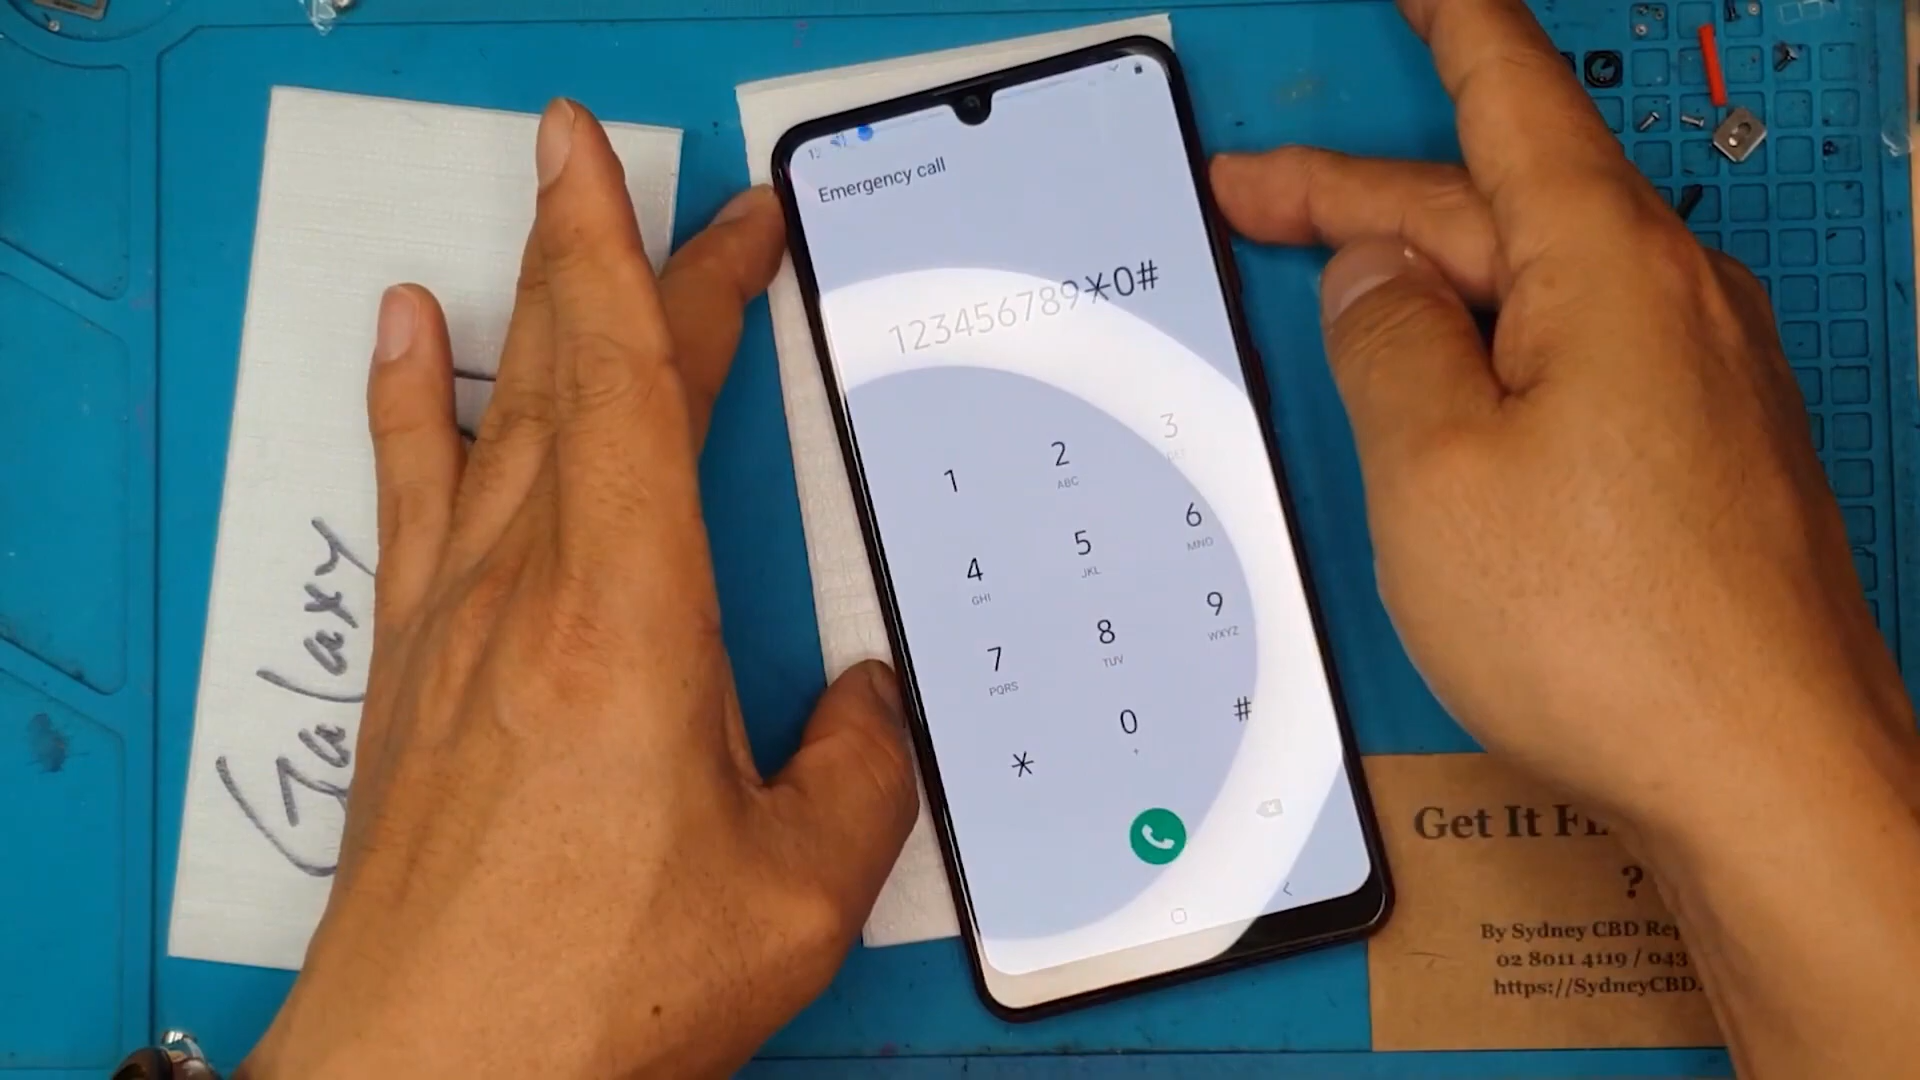 Galaxy
Emergency call
123456789*0#
1
2
ABC
3
DEF
4
GHI
5
JKL
6
MNO
7
PQRS
8
TUV
9
WXYZ
*
0
+
#
Get It
?
By Sydney CBD
02 8011 4119 / 043
https://SydneyCBD.